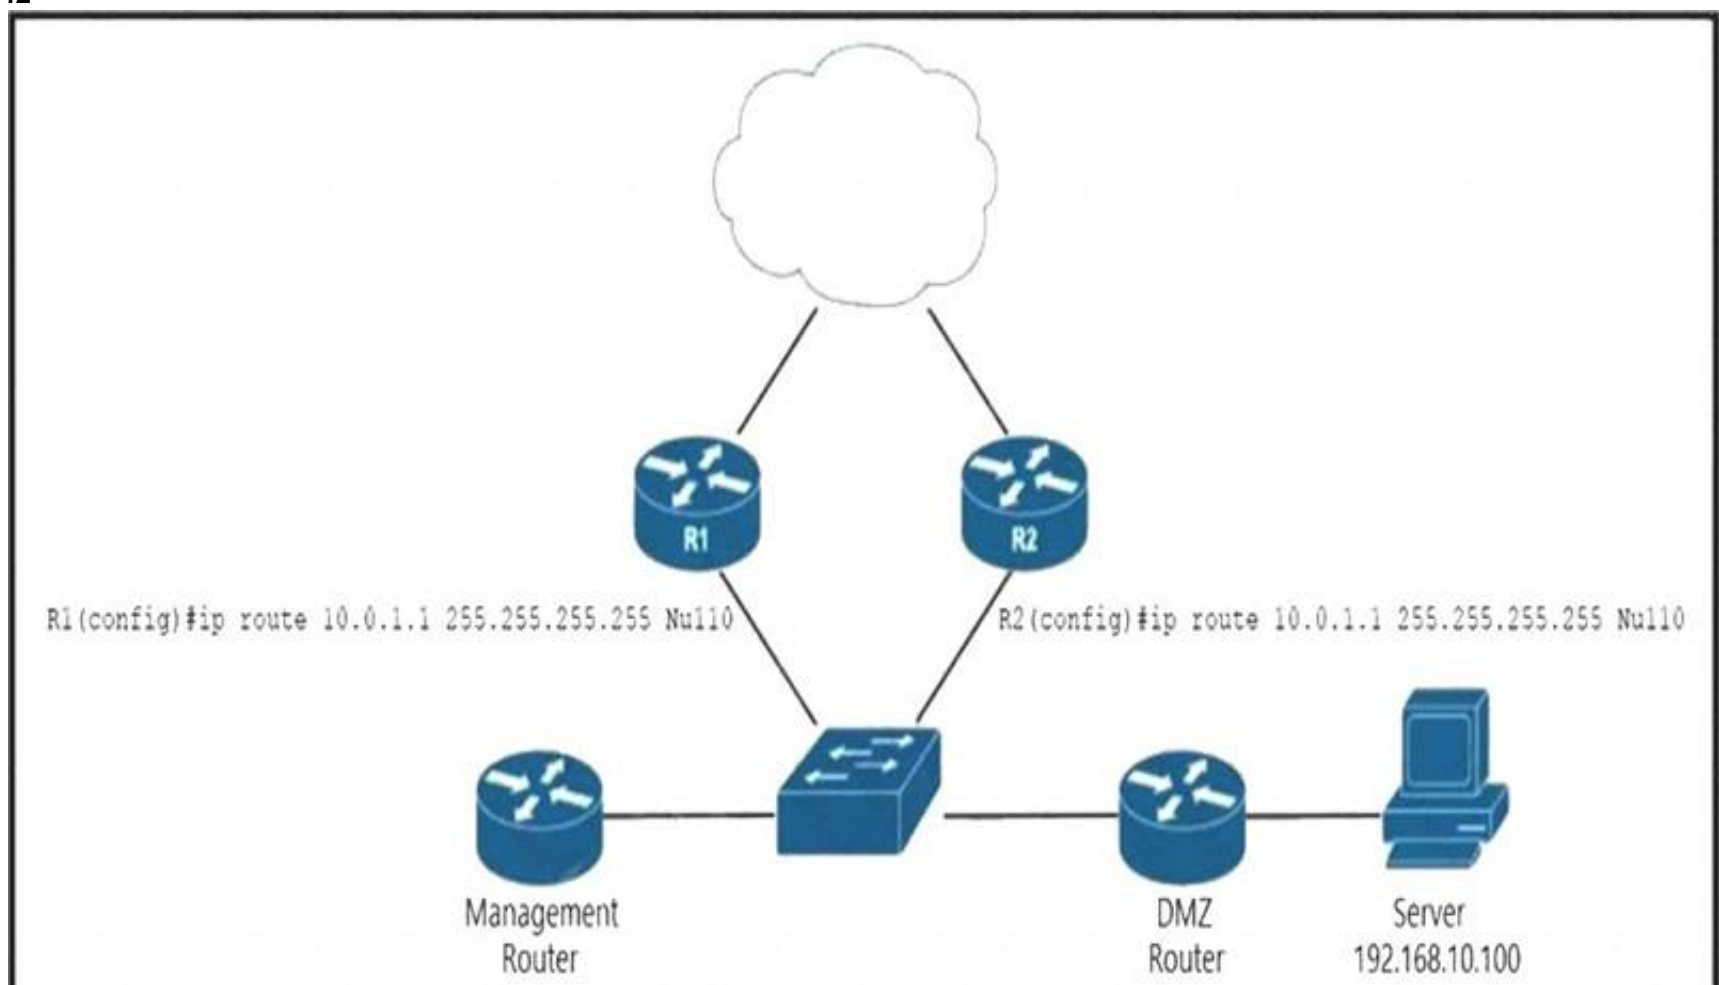 R1
R2
R1(config)#ip route 10.0.1.1 255.255.255.255 Null0
R2(config)#ip route 10.0.1.1 255.255.255.255 Null0
Management
Router
DMZ
Router
Server
192.168.10.100